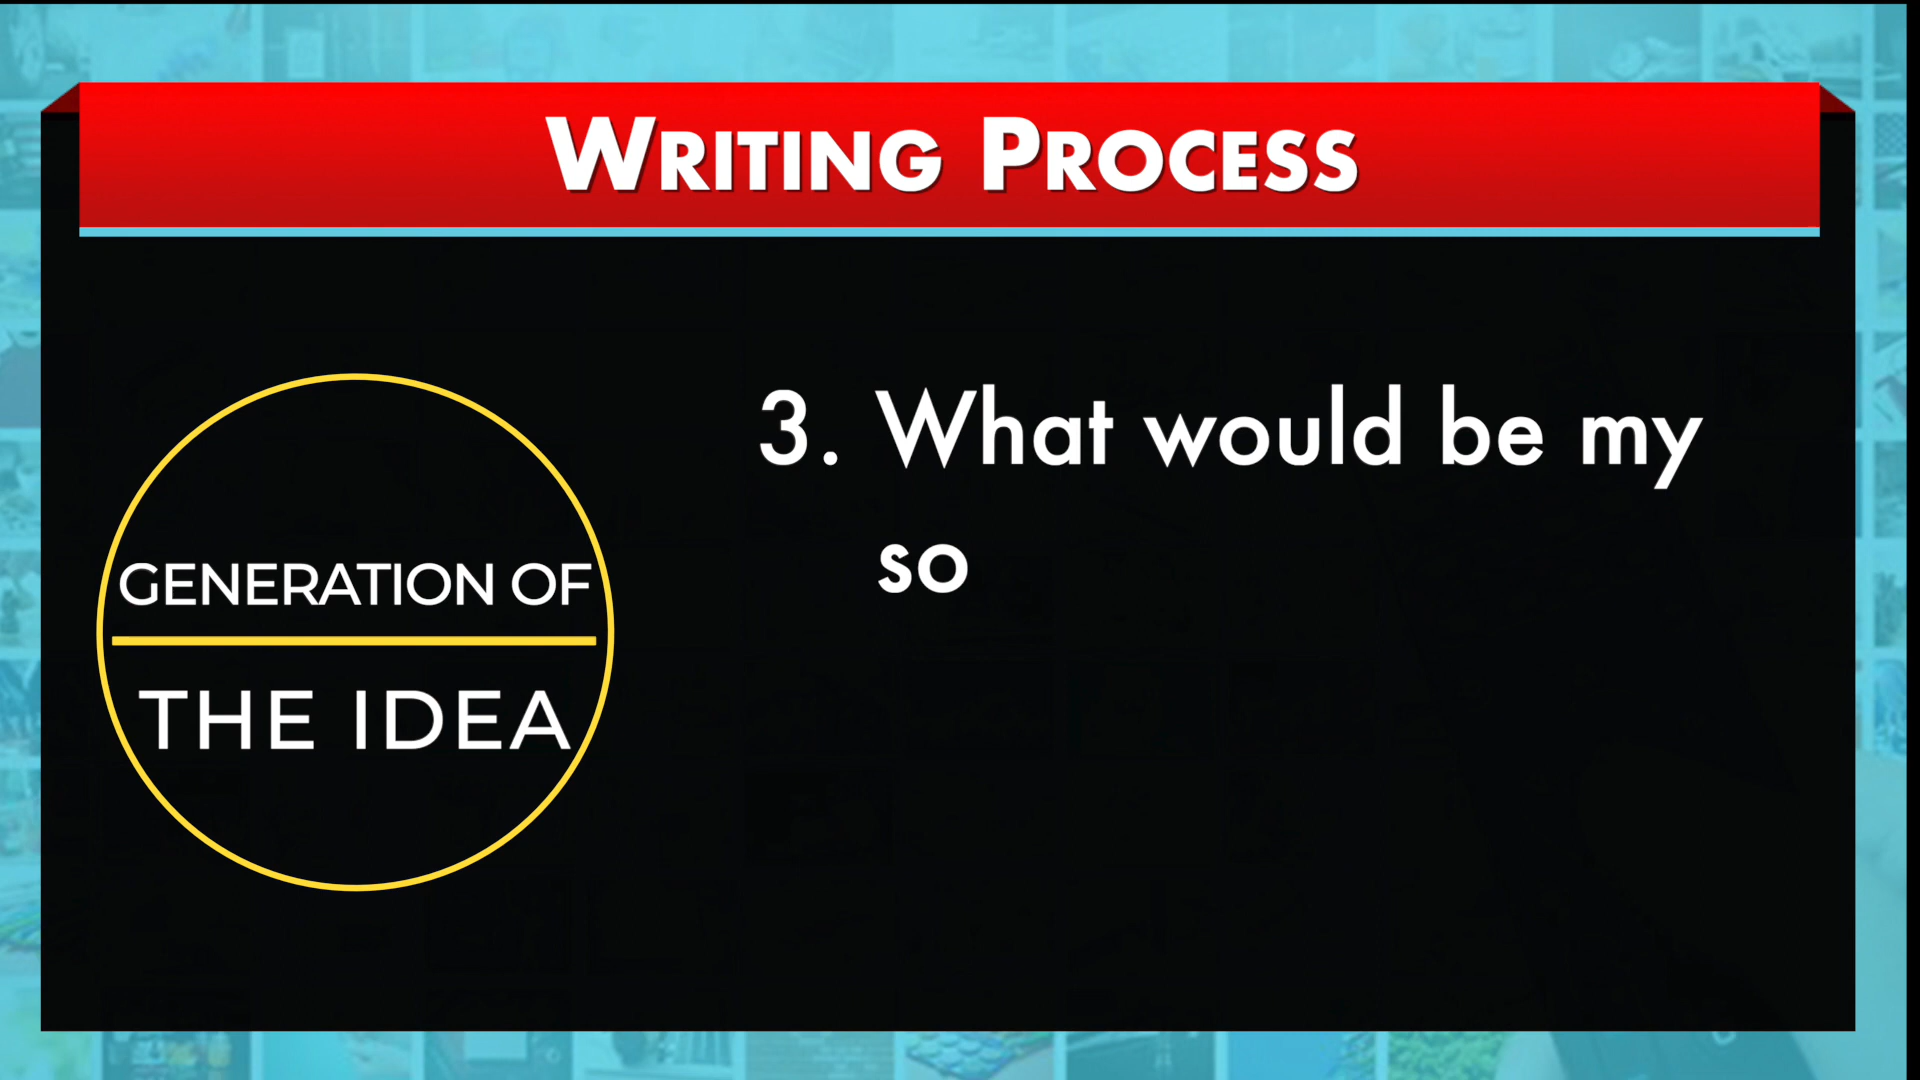 WRITING PROCESS
GENERATION OF
THE IDEA
3. What would be my
so